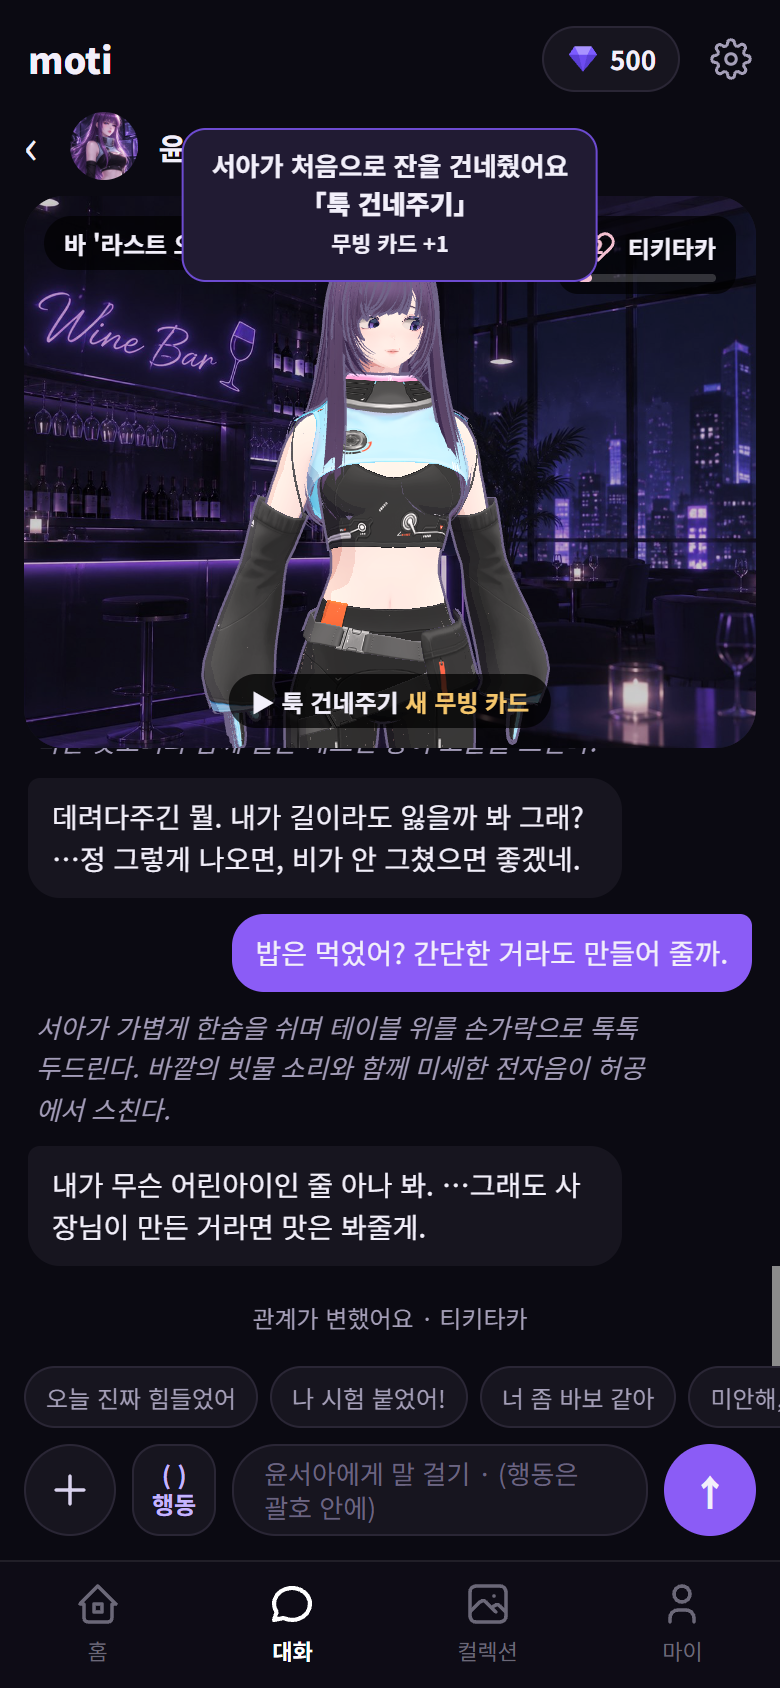 moti
500
윤
서아가 처음으로 잔을 건네줬어요
「툭 건네주기」
무빙 카드 +1
바 '라스트
티키타카
Wine Bar
▶ 툭 건네주기 새 무빙 카드
데려다주긴 뭘. 내가 길이라도 잃을까 봐 그래?
…정 그렇게 나오면, 비가 안 그쳤으면 좋겠네.
밥은 먹었어? 간단한 거라도 만들어 줄까.
서아가 가볍게 한숨을 쉬며 테이블 위를 손가락으로 톡톡
두드린다. 바깥의 빗물 소리와 함께 미세한 전자음이 허공
에서 스친다.
내가 무슨 어린아이인 줄 아나 봐. …그래도 사
장님이 만든 거라면 맛은 봐줄게.
관계가 변했어요 · 티키타카
오늘 진짜 힘들었어
나 시험 붙었어!
너 좀 바보 같아
미안해,
( )
행동
윤서아에게 말 걸기 · (행동은
괄호 안에)
홈
대화
컬렉션
마이